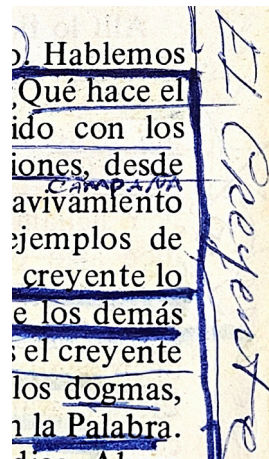 o. Hablemos
Qué hace el
ido con los
iones, desde
CAMPAÑA
avivamiento
ejemplos de
creyente lo
e los demás
s el creyente
los dogmas,
n la Palabra.
El Creyente